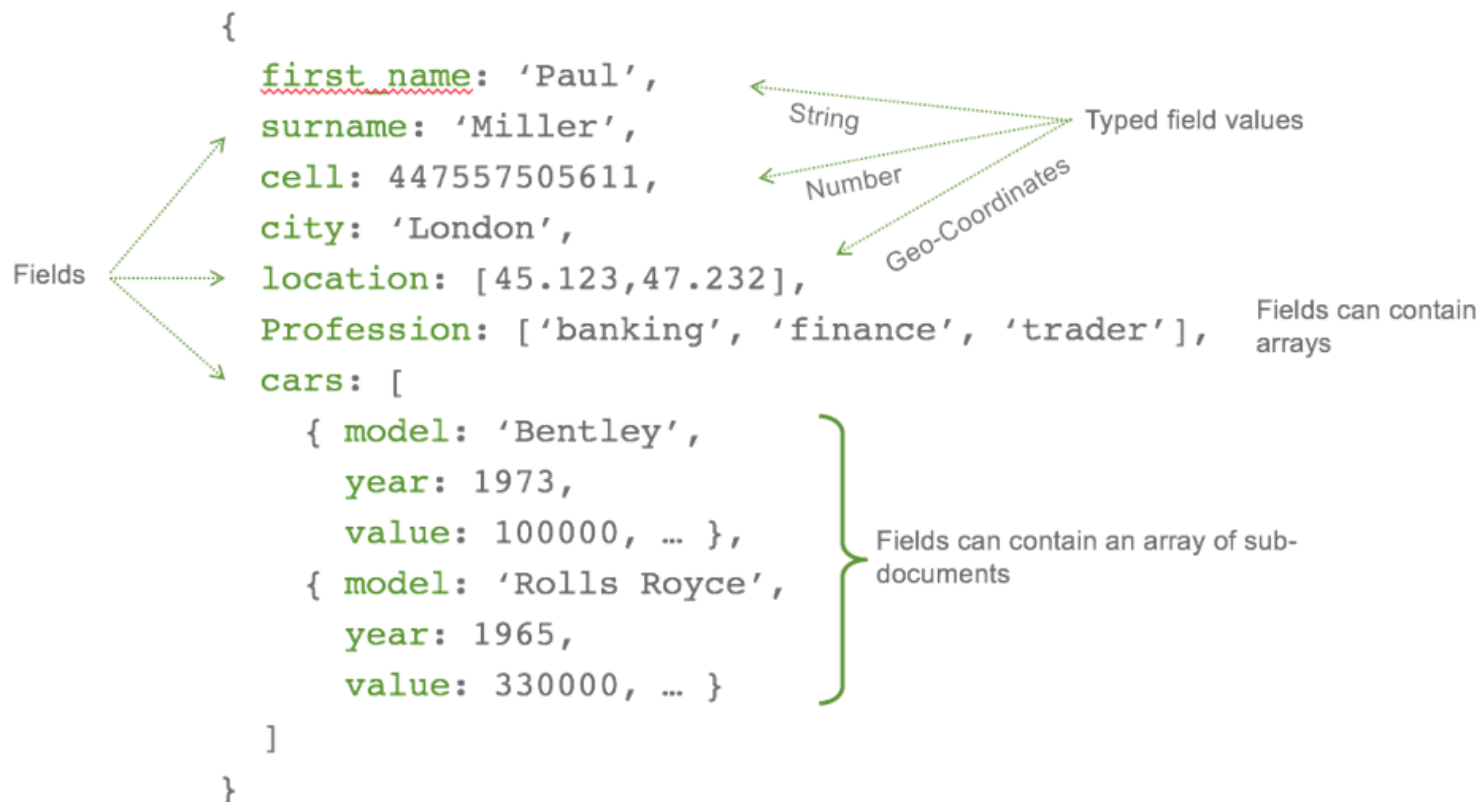 {
first_name: ‘Paul’,
surname: ‘Miller’,
cell: 447557505611,
city: ‘London’,
location: [45.123,47.232],
Profession: [‘banking’, ‘finance’, ‘trader’],
cars: [
{ model: ‘Bentley’,
year: 1973,
value: 100000, … },
{ model: ‘Rolls Royce’,
year: 1965,
value: 330000, … }
]
}
Fields
String
Number
Geo-Coordinates
Typed field values
Fields can contain
arrays
Fields can contain an array of sub-
documents